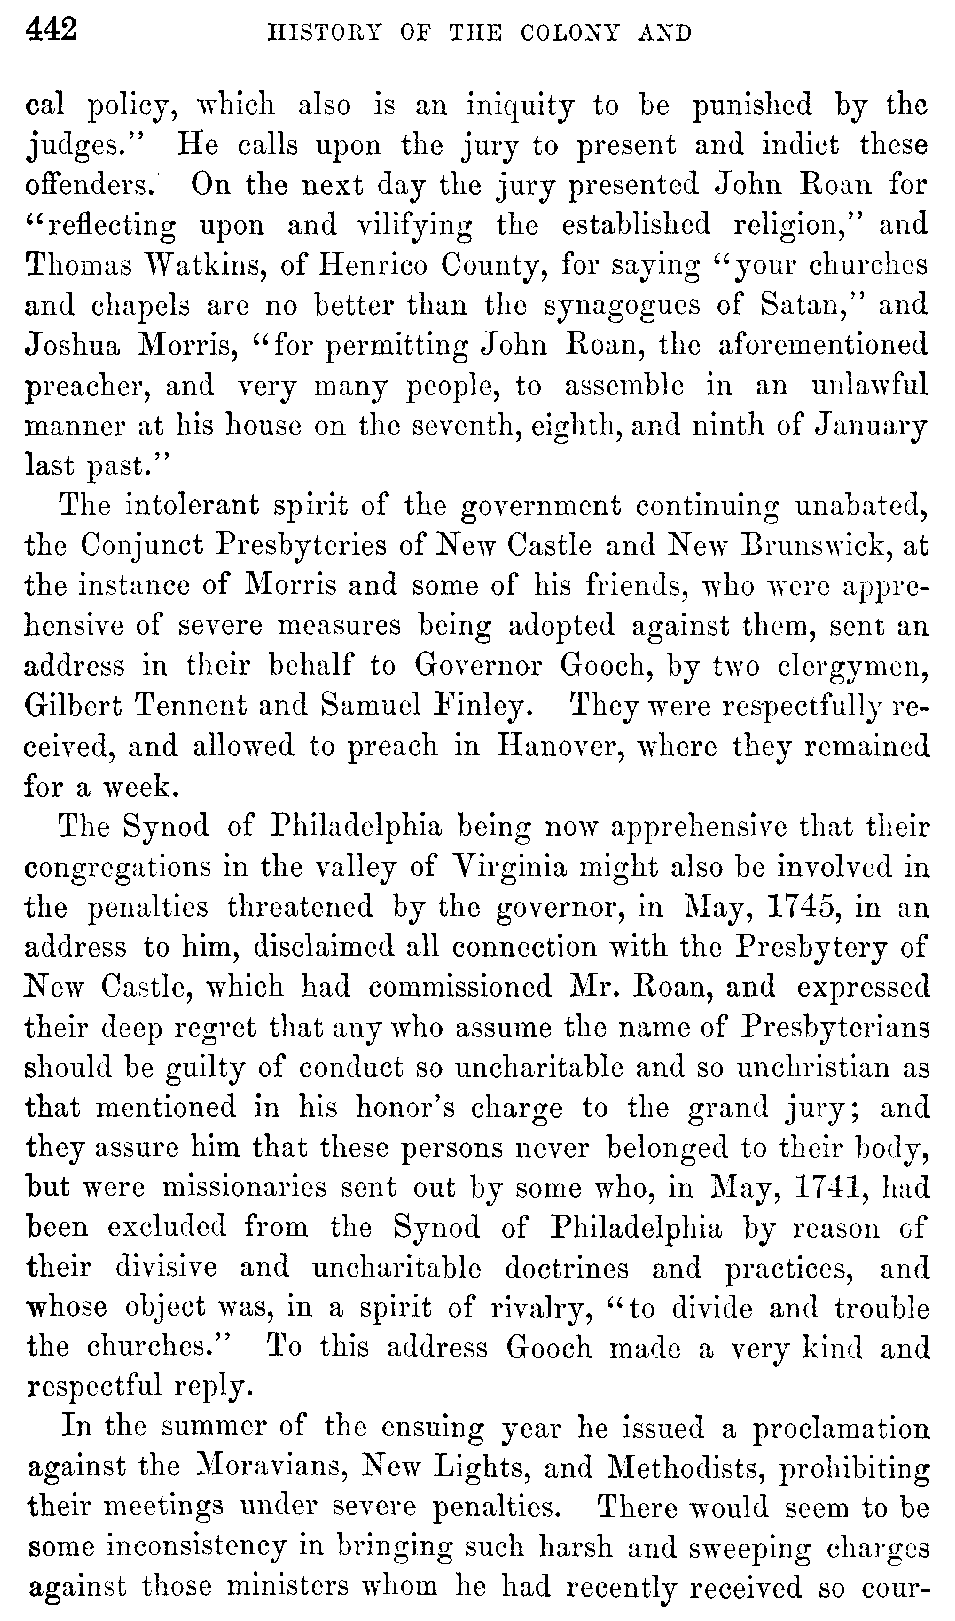 442 HISTORY OF THE COLONY AND
cal policy, which also is an iniquity to be punished by the
judges." He calls upon the jury to present and indict these
offenders. On the next day the jury presented John Roan for
"reflecting upon and vilifying the established religion," and
Thomas Watkins, of Henrico County, for saying "your churches
and chapels are no better than the synagogues of Satan," and
Joshua Morris, "for permitting John Roan, the aforementioned
preacher, and very many people, to assemble in an unlawful
manner at his house on the seventh, eighth, and ninth of January
last past."
The intolerant spirit of the government continuing unabated,
the Conjunct Presbyteries of New Castle and New Brunswick, at
the instance of Morris and some of his friends, who were appre-
hensive of severe measures being adopted against them, sent an
address in their behalf to Governor Gooch, by two clergymen,
Gilbert Tennent and Samuel Finley. They were respectfully re-
ceived, and allowed to preach in Hanover, where they remained
for a week.
The Synod of Philadelphia being now apprehensive that their
congregations in the valley of Virginia might also be involved in
the penalties threatened by the governor, in May, 1745, in an
address to him, disclaimed all connection with the Presbytery of
New Castle, which had commissioned Mr. Roan, and expressed
their deep regret that any who assume the name of Presbyterians
should be guilty of conduct so uncharitable and so unchristian as
that mentioned in his honor's charge to the grand jury; and
they assure him that these persons never belonged to their body,
but were missionaries sent out by some who, in May, 1741, had
been excluded from the Synod of Philadelphia by reason of
their divisive and uncharitable doctrines and practices, and
whose object was, in a spirit of rivalry, "to divide and trouble
the churches." To this address Gooch made a very kind and
respectful reply.
In the summer of the ensuing year he issued a proclamation
against the Moravians, New Lights, and Methodists, prohibiting
their meetings under severe penalties. There would seem to be
some inconsistency in bringing such harsh and sweeping charges
against those ministers whom he had recently received so cour-